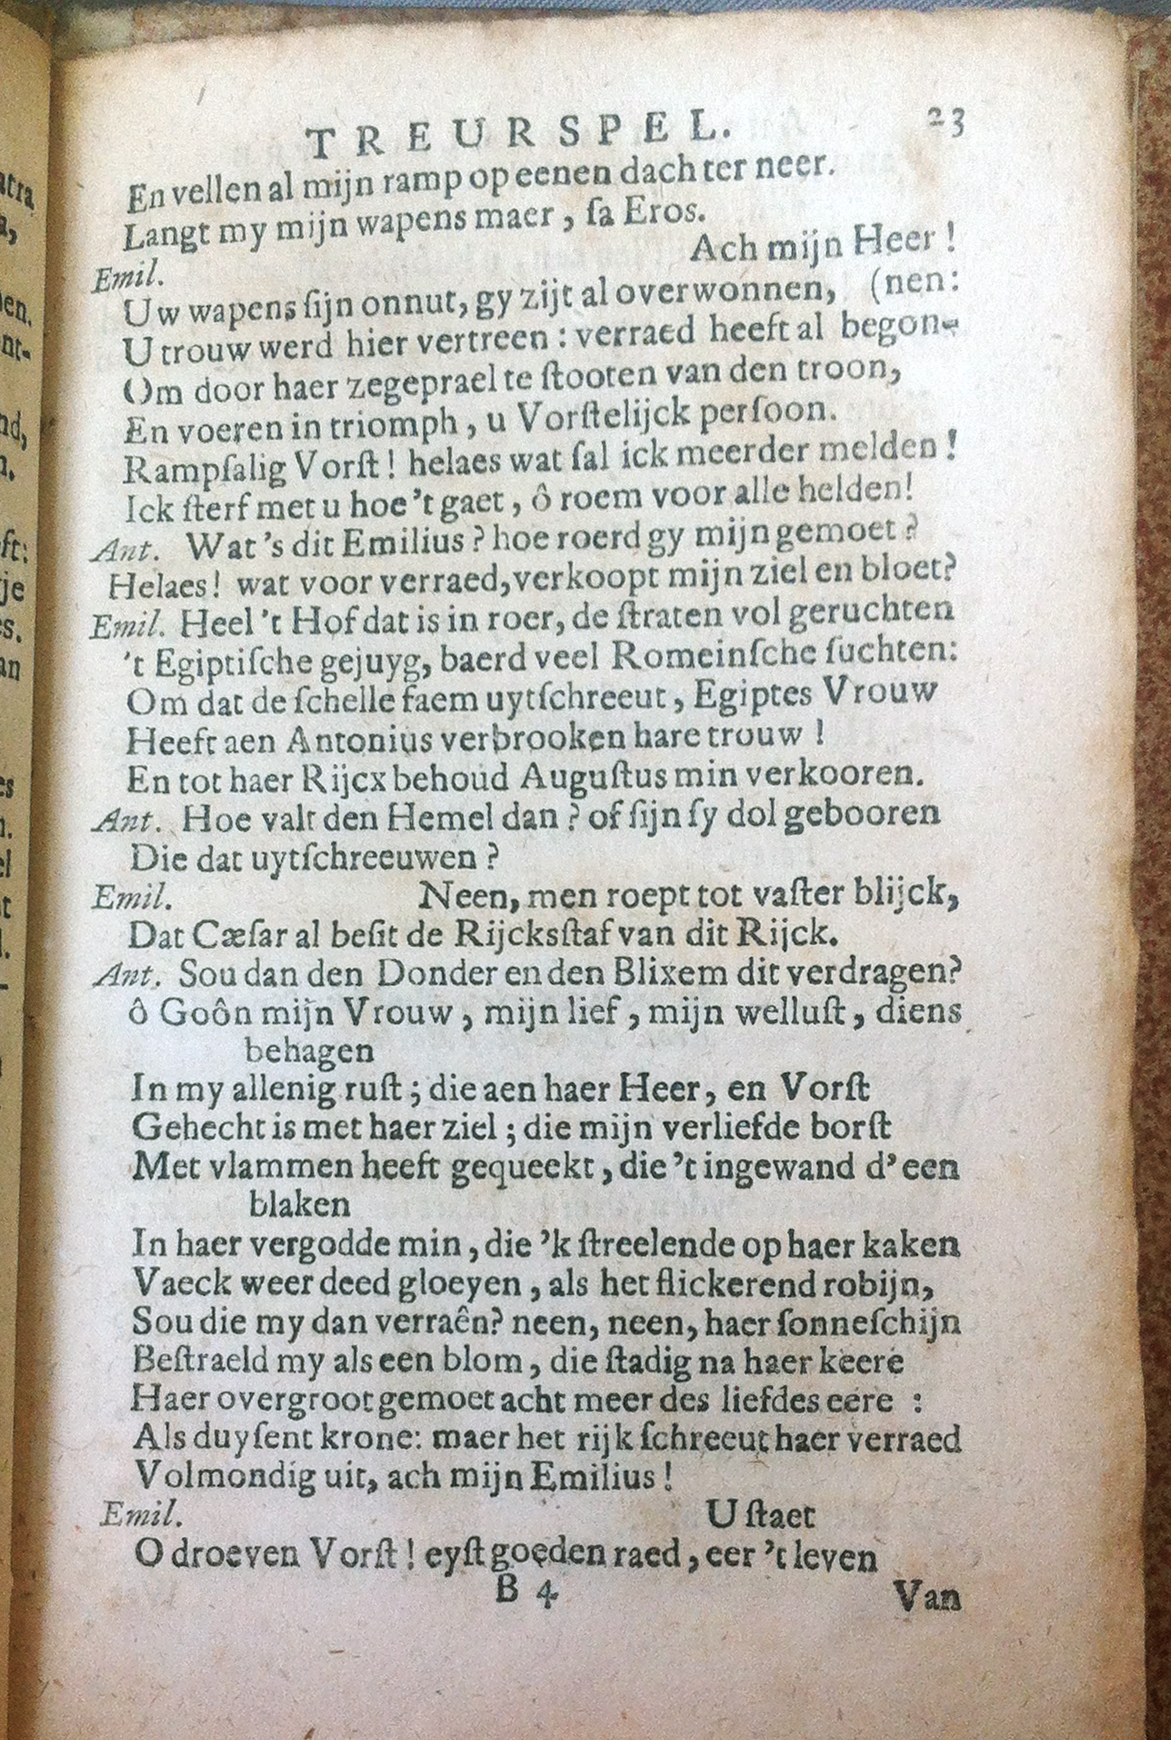 TREURSPEL. 23
En vellen al mijn ramp op eenen dach ter neer.
Langt my mijn wapens maer, ſa Eros.
Emil. Ach mijn Heer!
Uw wapens ſijn onnut, gy zijt al overwonnen, (nen:
U trouw werd hier vertreen: verraed heeft al begon-
Om door haer zegeprael te ſtooten van den troon,
En voeren in triomph, u Vorſtelijck perſoon.
Rampſalig Vorſt! helaes wat ſal ick meerder melden!
Ick ſterf met u hoe 't gaet, ô roem voor alle helden!
Ant. Wat 's dit Emilius? hoe roerd gy mijn gemoet?
Helaes! wat voor verraed, verkoopt mijn ziel en bloet?
Emil. Heel 't Hof dat is in roer, de ſtraten vol geruchten
't Egiptiſche gejuyg, baerd veel Romeinſche ſuchten:
Om dat de ſchelle faem uytſchreeut, Egiptes Vrouw
Heeft aen Antonius verbrooken hare trouw!
En tot haer Rijcx behoud Auguſtus min verkooren.
Ant. Hoe valt den Hemel dan? of ſijn ſy dol gebooren
Die dat uytſchreeuwen?
Emil. Neen, men roept tot vaſter blijck,
Dat Cæſar al beſit de Rijcksſtaf van dit Rijck.
Ant. Sou dan den Donder en den Blixem dit verdragen?
ô Goôn mijn Vrouw, mijn lief, mijn welluſt, diens
behagen
In my allenig ruſt; die aen haer Heer, en Vorſt
Gehecht is met haer ziel; die mijn verliefde borſt
Met vlammen heeft gequeekt, die 't ingewand d' een
blaken
In haer vergodde min, die 'k ſtreelende op haer kaken
Vaeck weer deed gloeyen, als het flickerend robijn,
Sou die my dan verraên? neen, neen, haer ſonneſchijn
Beſtraeld my als een blom, die ſtadig na haer keere
Haer overgroot gemoet acht meer des liefdes eere:
Als duyſent krone: maer het rijk ſchreeut haer verraed
Volmondig uit, ach mijn Emilius!
Emil. U ſtaet
O droeven Vorſt! eyſt goeden raed, eer 't leven
B 4 Van